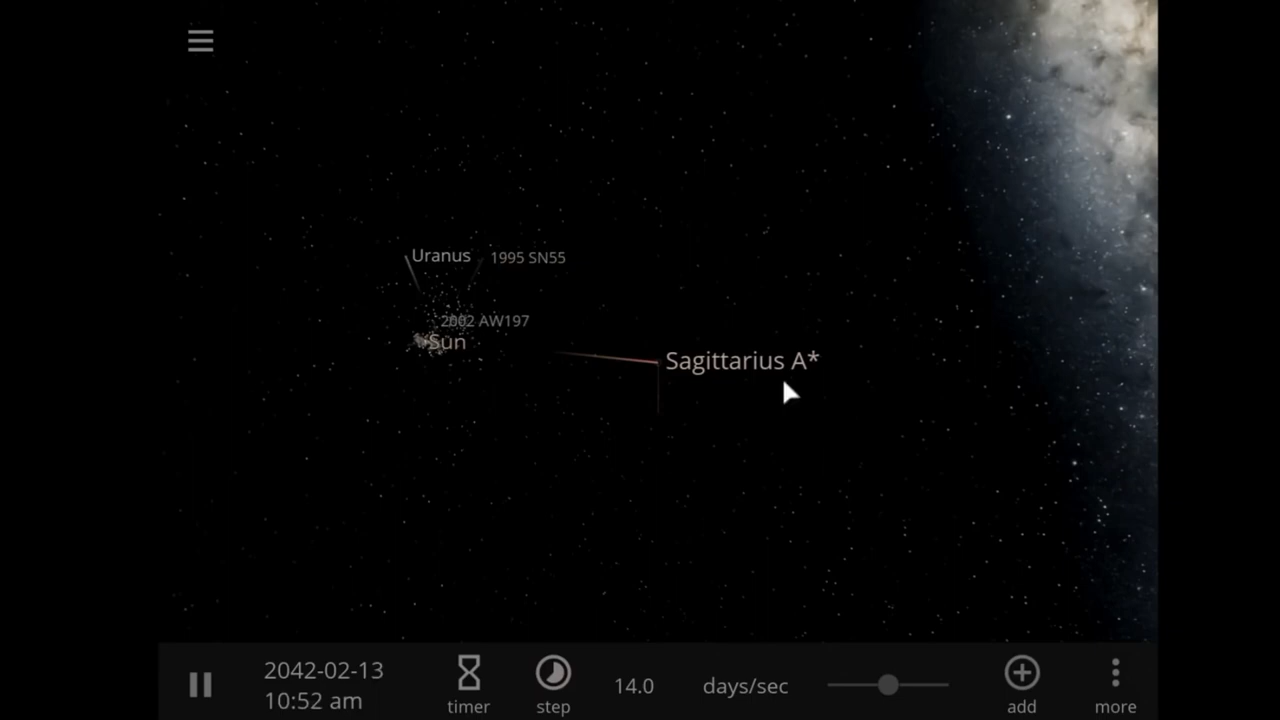 Uranus
1995 SN55
2002 AW197
Sun
Sagittarius A*
2042-02-13
10:52 am
timer
step
14.0
days/sec
add
more